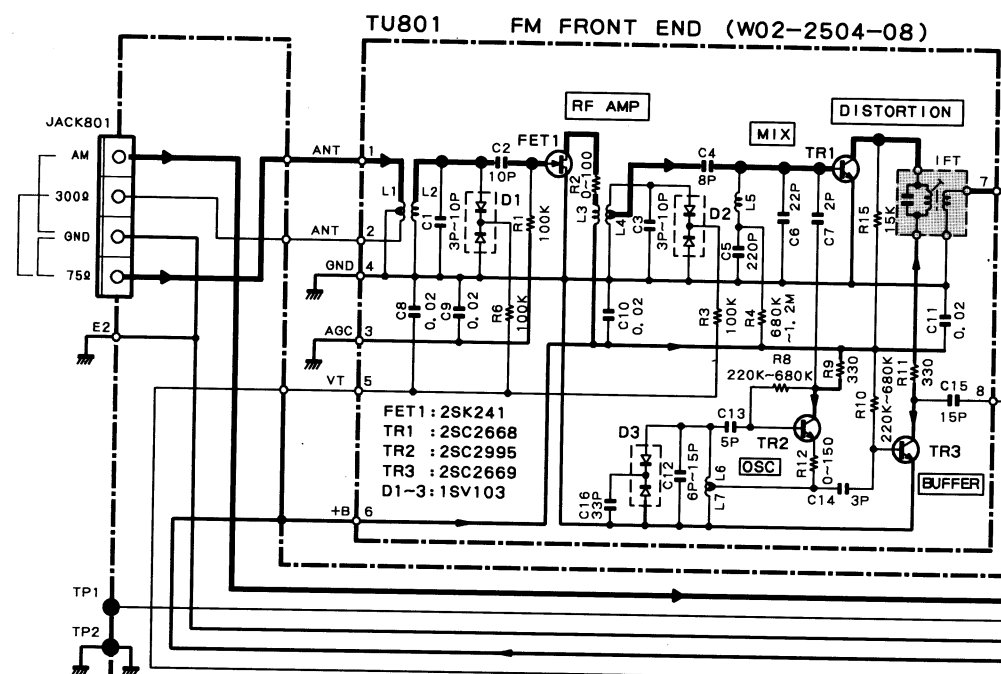 TU801 FM FRONT END (W02-2504-08)
JACK801
AM
300Ω
GND
75Ω
E2
TP1
TP2
ANT 1
ANT 2
GND 4
AGC 3
VT 5
+B 6
RF AMP
MIX
DISTORTION
FET1
TR1
IFT
7
L1
L2
C1
3P~10P
D1
C2
10P
R1
100K
R2
0~100
L3
L4
C3
3P~10P
C4
8P
D2
L5
C5
220P
C6
22P
C7
2P
R15
15K
C8
0.02
C9
0.02
R6
100K
C10
0.02
R3
100K
R4
680K
~1.2M
C11
0.02
R8
220K~680K
R9
330
R10
220K~680K
R11
330
C15
15P
8
FET1:2SK241
TR1 :2SC2668
TR2 :2SC2995
TR3 :2SC2669
D1~3:1SV103
D3
C16
33P
C12
6P~15P
L6
L7
C13
5P
TR2
OSC
R12
0~150
C14
3P
TR3
BUFFER